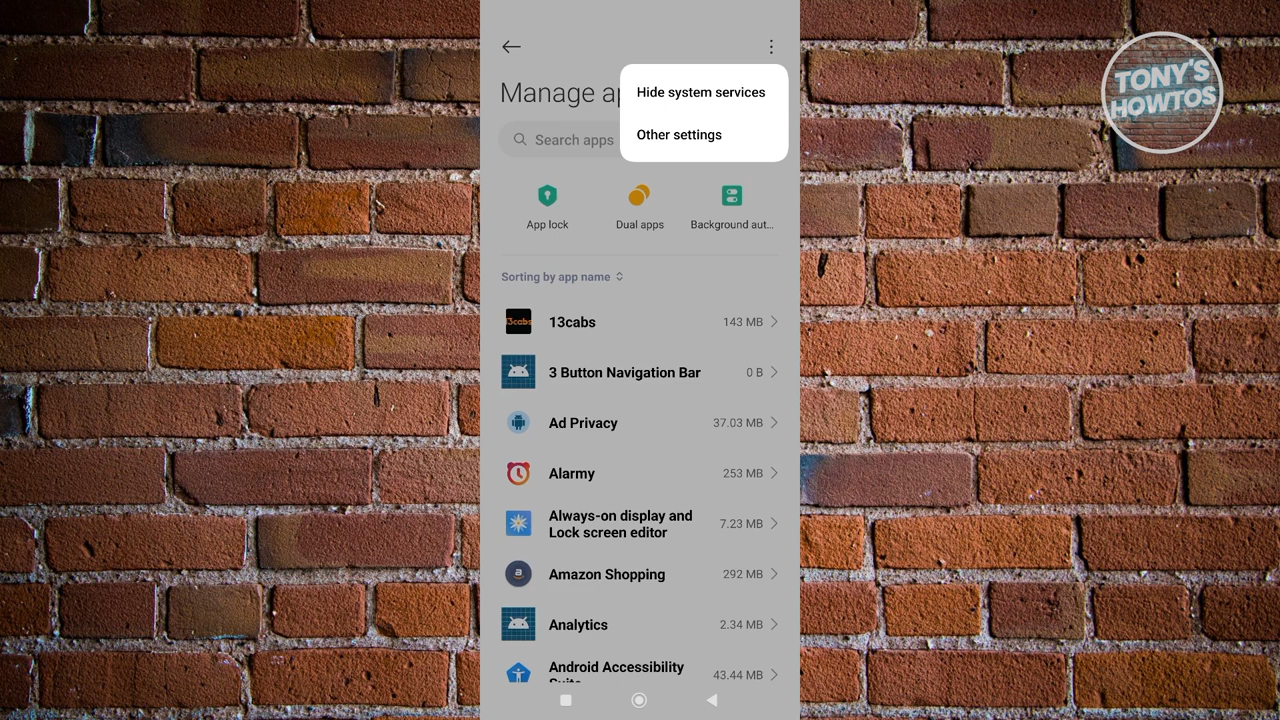 TONY'S
HOWTOS
Manage ap
Hide system services
Other settings
Search apps
App lock
Dual apps
Background aut...
Sorting by app name
13cabs
13cabs
143 MB
3 Button Navigation Bar
0 B
Ad Privacy
37.03 MB
Alarmy
253 MB
Always-on display and
Lock screen editor
7.23 MB
Amazon Shopping
292 MB
a
Analytics
2.34 MB
Android Accessibility
43.44 MB